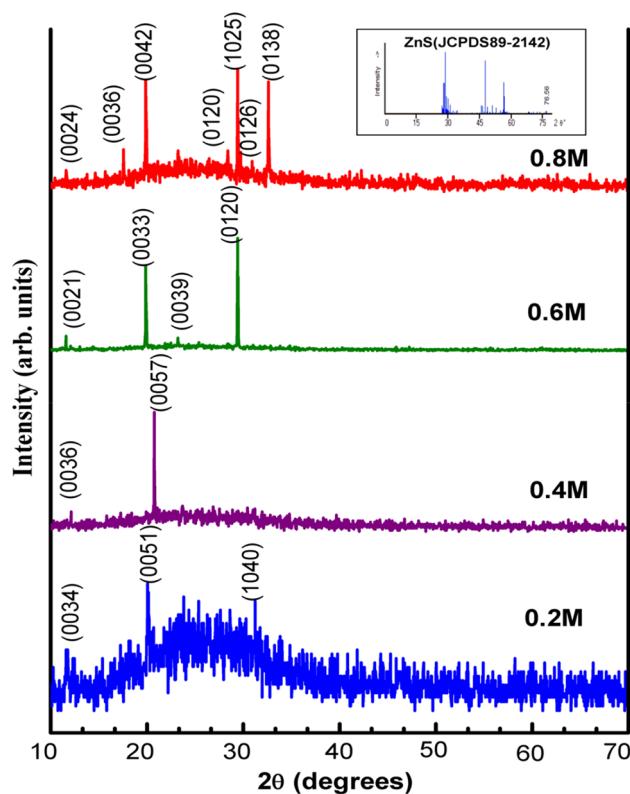 ZnS(JCPDS89-2142)
Intensity ->
76.56
15 30 45 60 75 2 θ°
(0024)
(0036)
(0042)
(0120)
(1025)
(0126)
(0138)
0.8M
(0021)
(0033)
(0039)
(0120)
0.6M
(0036)
(0057)
0.4M
(0034)
(0051)
(1040)
0.2M
Intensity (arb. units)
10 20 30 40 50 60 70
2θ (degrees)